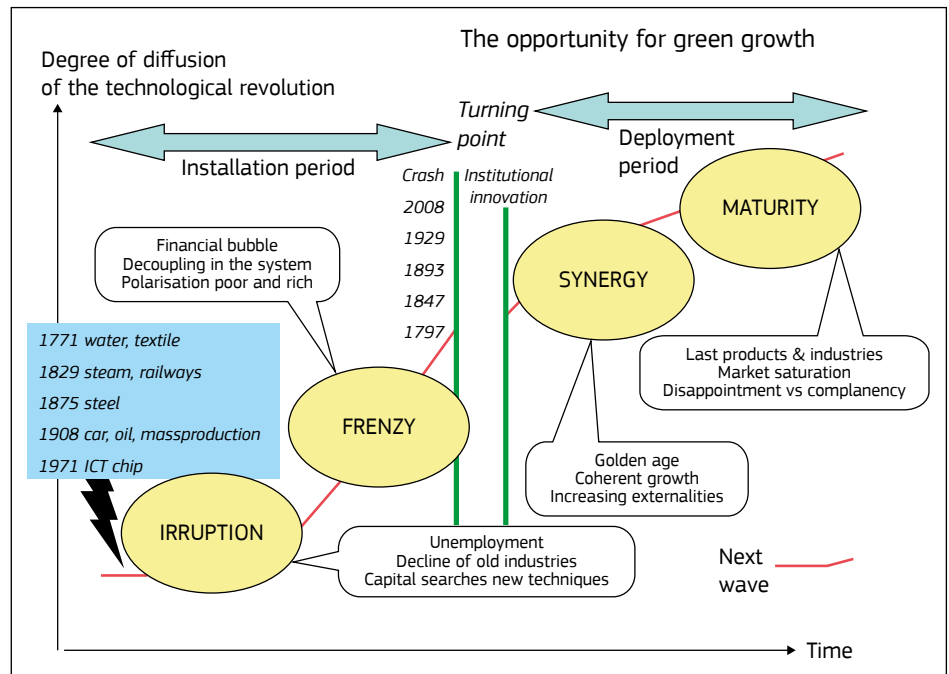 The opportunity for green growth
Degree of diffusion
of the technological revolution
Turning
point
Installation period
Deployment
period
Crash
2008
1929
1893
1847
1797
Institutional
innovation
MATURITY
SYNERGY
Financial bubble
Decoupling in the system
Polarisation poor and rich
1771 water, textile
1829 steam, railways
1875 steel
1908 car, oil, massproduction
1971 ICT chip
FRENZY
IRRUPTION
Last products & industries
Market saturation
Disappointment vs complanency
Golden age
Coherent growth
Increasing externalities
Unemployment
Decline of old industries
Capital searches new techniques
Next
wave
Time